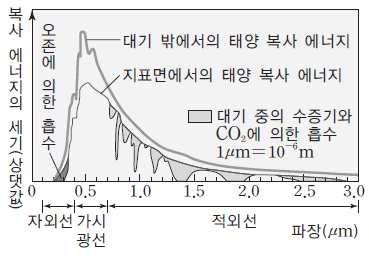 복사 에너지의 세기(상댓값)
오존에 의한 흡수
대기 밖에서의 태양 복사 에너지
지표면에서의 태양 복사 에너지
대기 중의 수증기와
CO₂에 의한 흡수
1μm=10⁻⁶m
0 0.5 1.0 1.5 2.0 2.5 3.0
자외선 가시 적외선
광선
파장(μm)